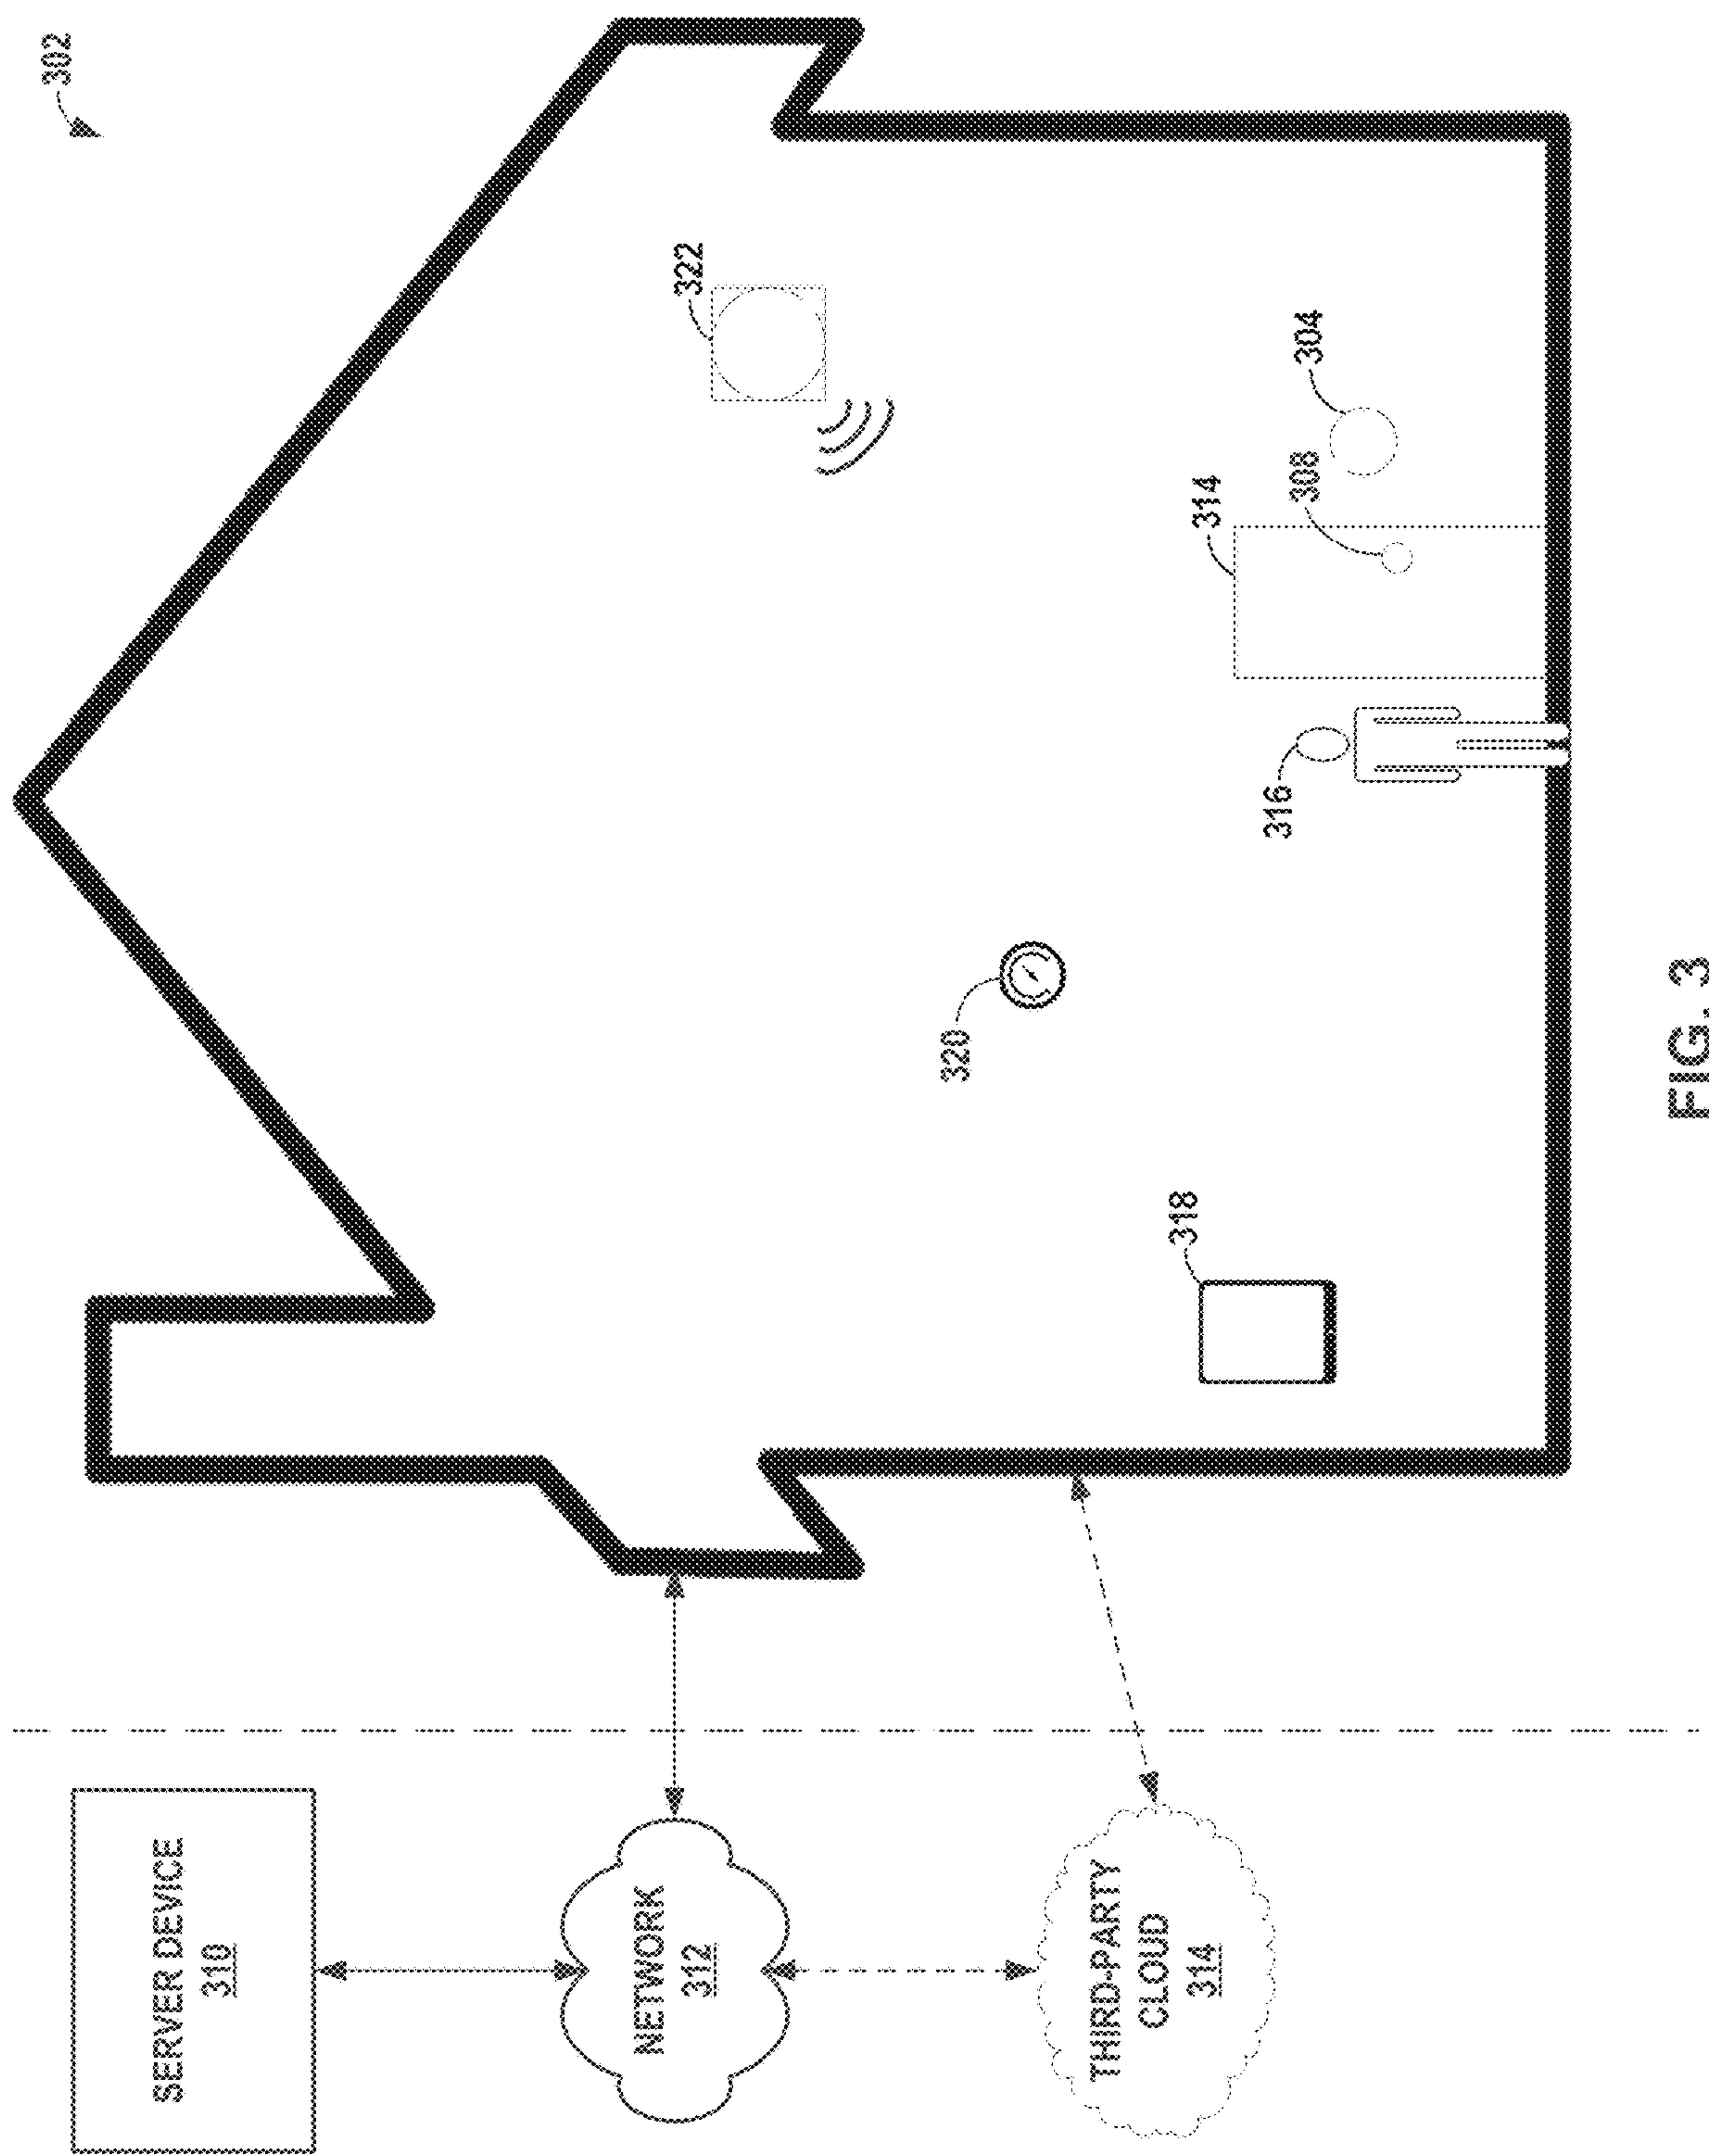 302
SERVER DEVICE
310
322
NETWORK
312
320
304
308
314
THIRD-PARTY
CLOUD
314
318
316
FIG. 3